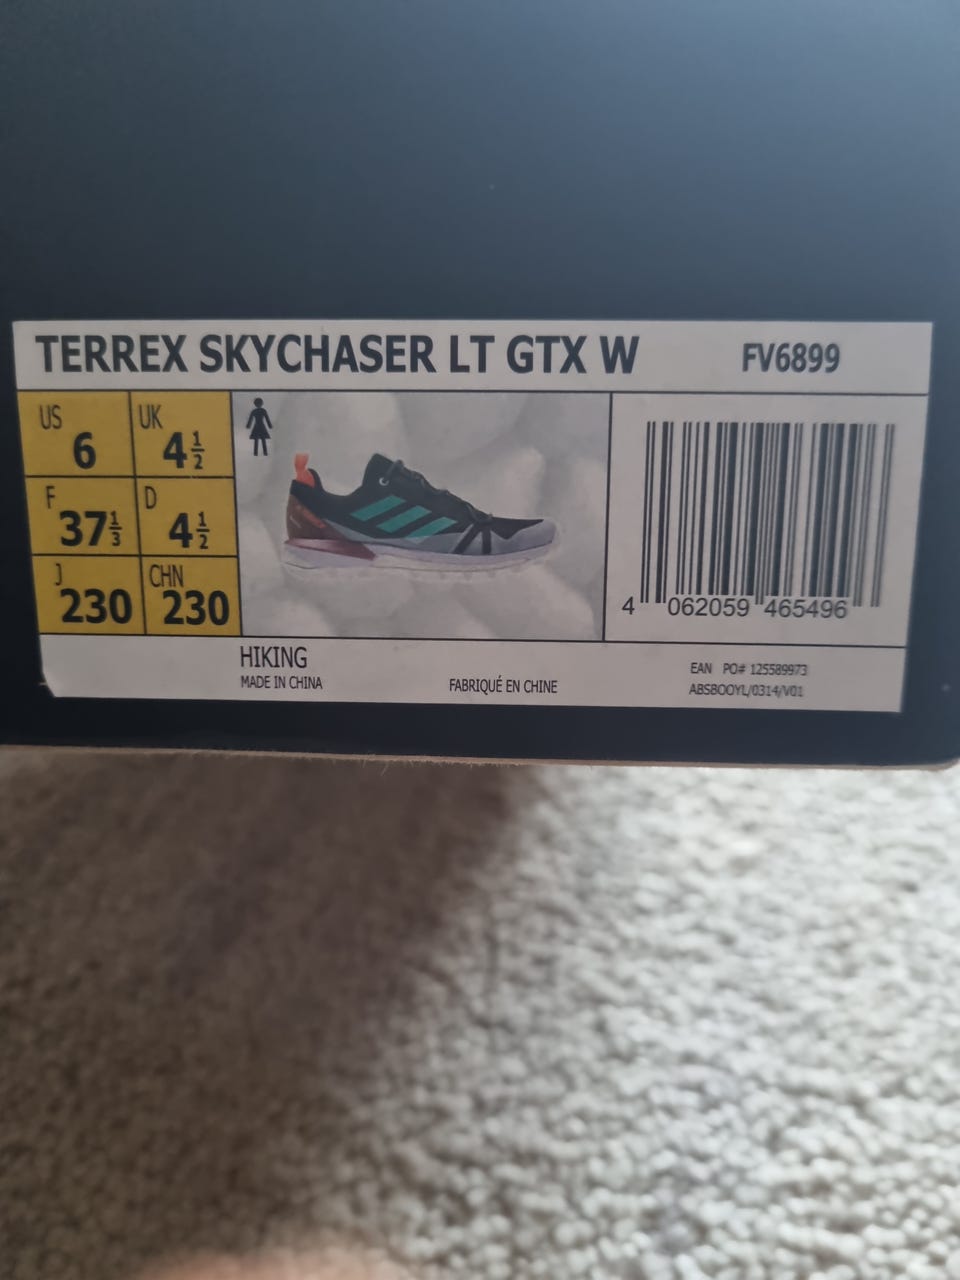 TERREX SKYCHASER LT GTX W FV6899
US 6 UK 4½
F 37⅓ D 4½
J 230 CHN 230
4 062059 465496
HIKING
MADE IN CHINA
FABRIQUÉ EN CHINE
EAN PO# 125589973
ABSBOOYL/0314/V01